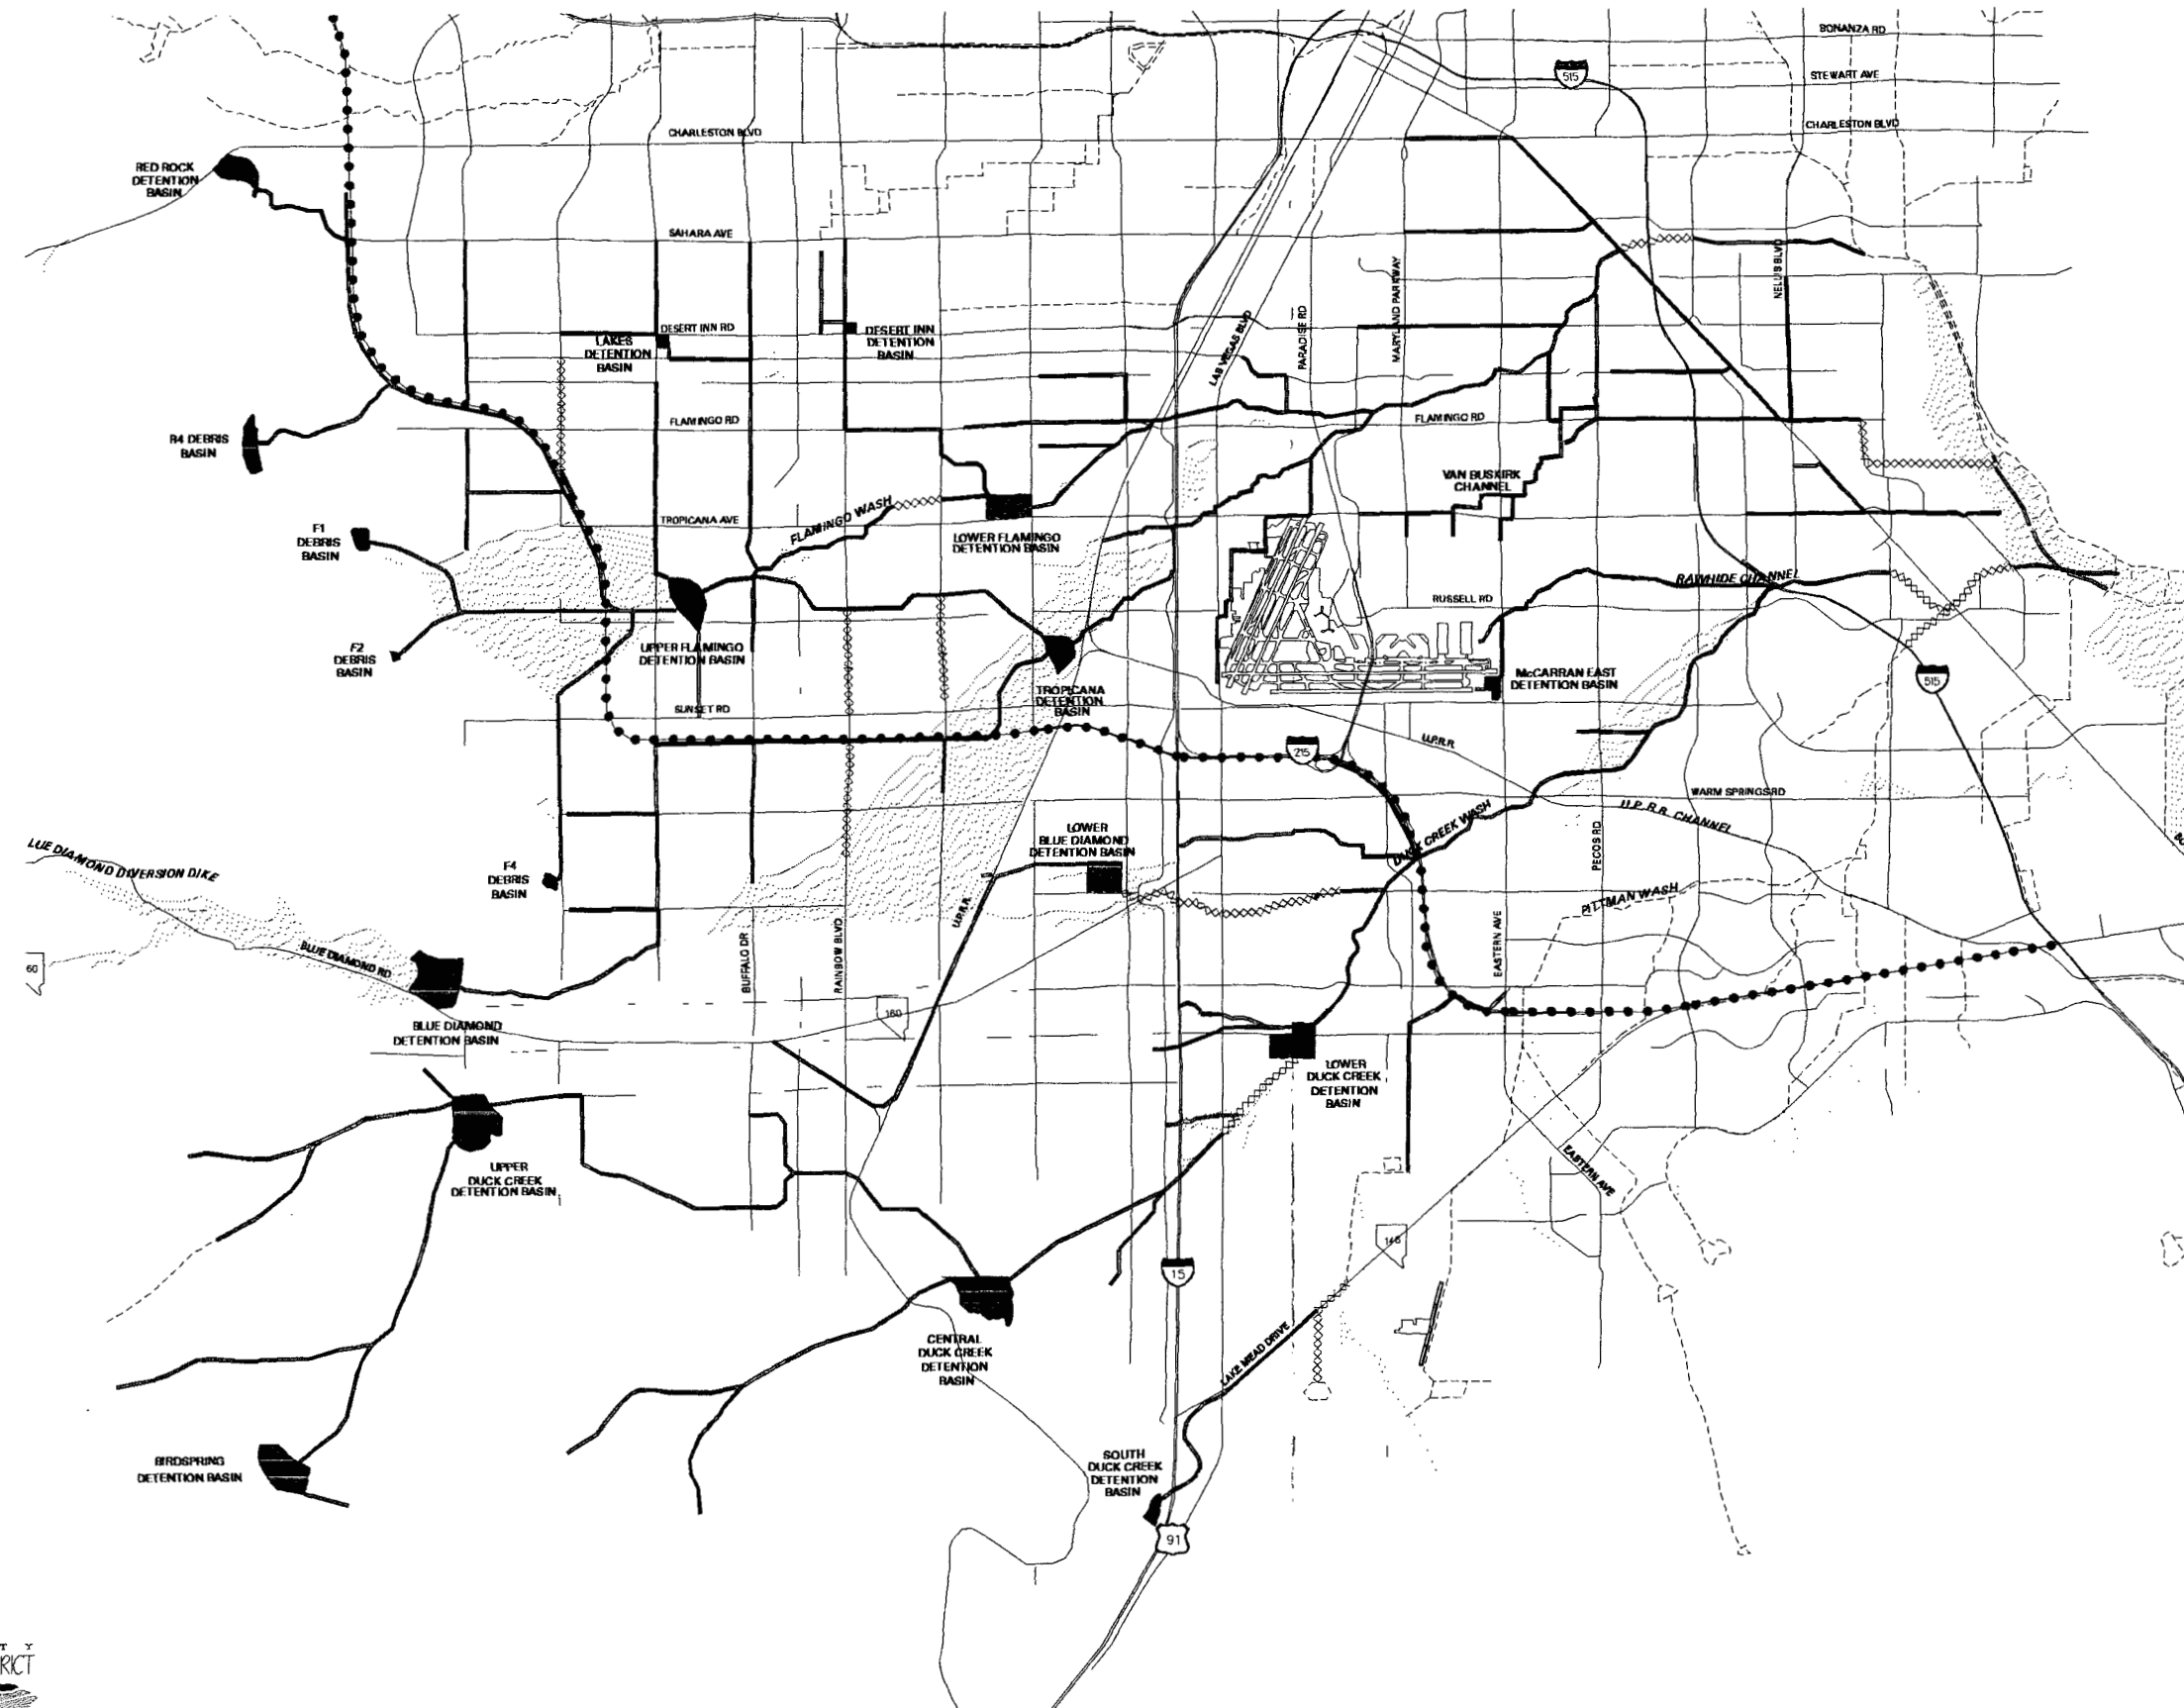 BONANZA RD
515
STEWART AVE
CHARLESTON BLVD
CHARLESTON BLVD
RED ROCK
DETENTION
BASIN
SAHARA AVE
NELLIS BLVD
MARYLAND PARKWAY
PARADISE RD
LAS VEGAS BLVD
DESERT INN RD
LAKES
DETENTION
BASIN
DESERT INN
DETENTION
BASIN
FLAMINGO RD
FLAMINGO RD
R4 DEBRIS
BASIN
VAN BUSKIRK
CHANNEL
FLAMINGO WASH
TROPICANA AVE
F1
DEBRIS
BASIN
LOWER FLAMINGO
DETENTION BASIN
RAWHIDE CHANNEL
RUSSELL RD
F2
DEBRIS
BASIN
UPPER FLAMINGO
DETENTION BASIN
McCARRAN EAST
DETENTION BASIN
515
TROPICANA
DETENTION
BASIN
SUNSET RD
U.P.R.R
215
WARM SPRINGS RD
U.P.R.R. CHANNEL
DUCK CREEK WASH
PECOS RD
LOWER
BLUE DIAMOND
DETENTION BASIN
LUE DIAMOND DIVERSION DIKE
F4
DEBRIS
BASIN
U.P.R.R.
PITTMAN WASH
EASTERN AVE
BUFFALO DR
RAINBOW BLVD
BLUE DIAMOND RD
60
160
BLUE DIAMOND
DETENTION BASIN
LOWER
DUCK CREEK
DETENTION
BASIN
UPPER
DUCK CREEK
DETENTION BASIN
EASTERN AVE
146
15
CENTRAL
DUCK CREEK
DETENTION
BASIN
LAKE MEAD DRIVE
BIRDSPRING
DETENTION BASIN
SOUTH
DUCK CREEK
DETENTION
BASIN
91
T Y
RICT